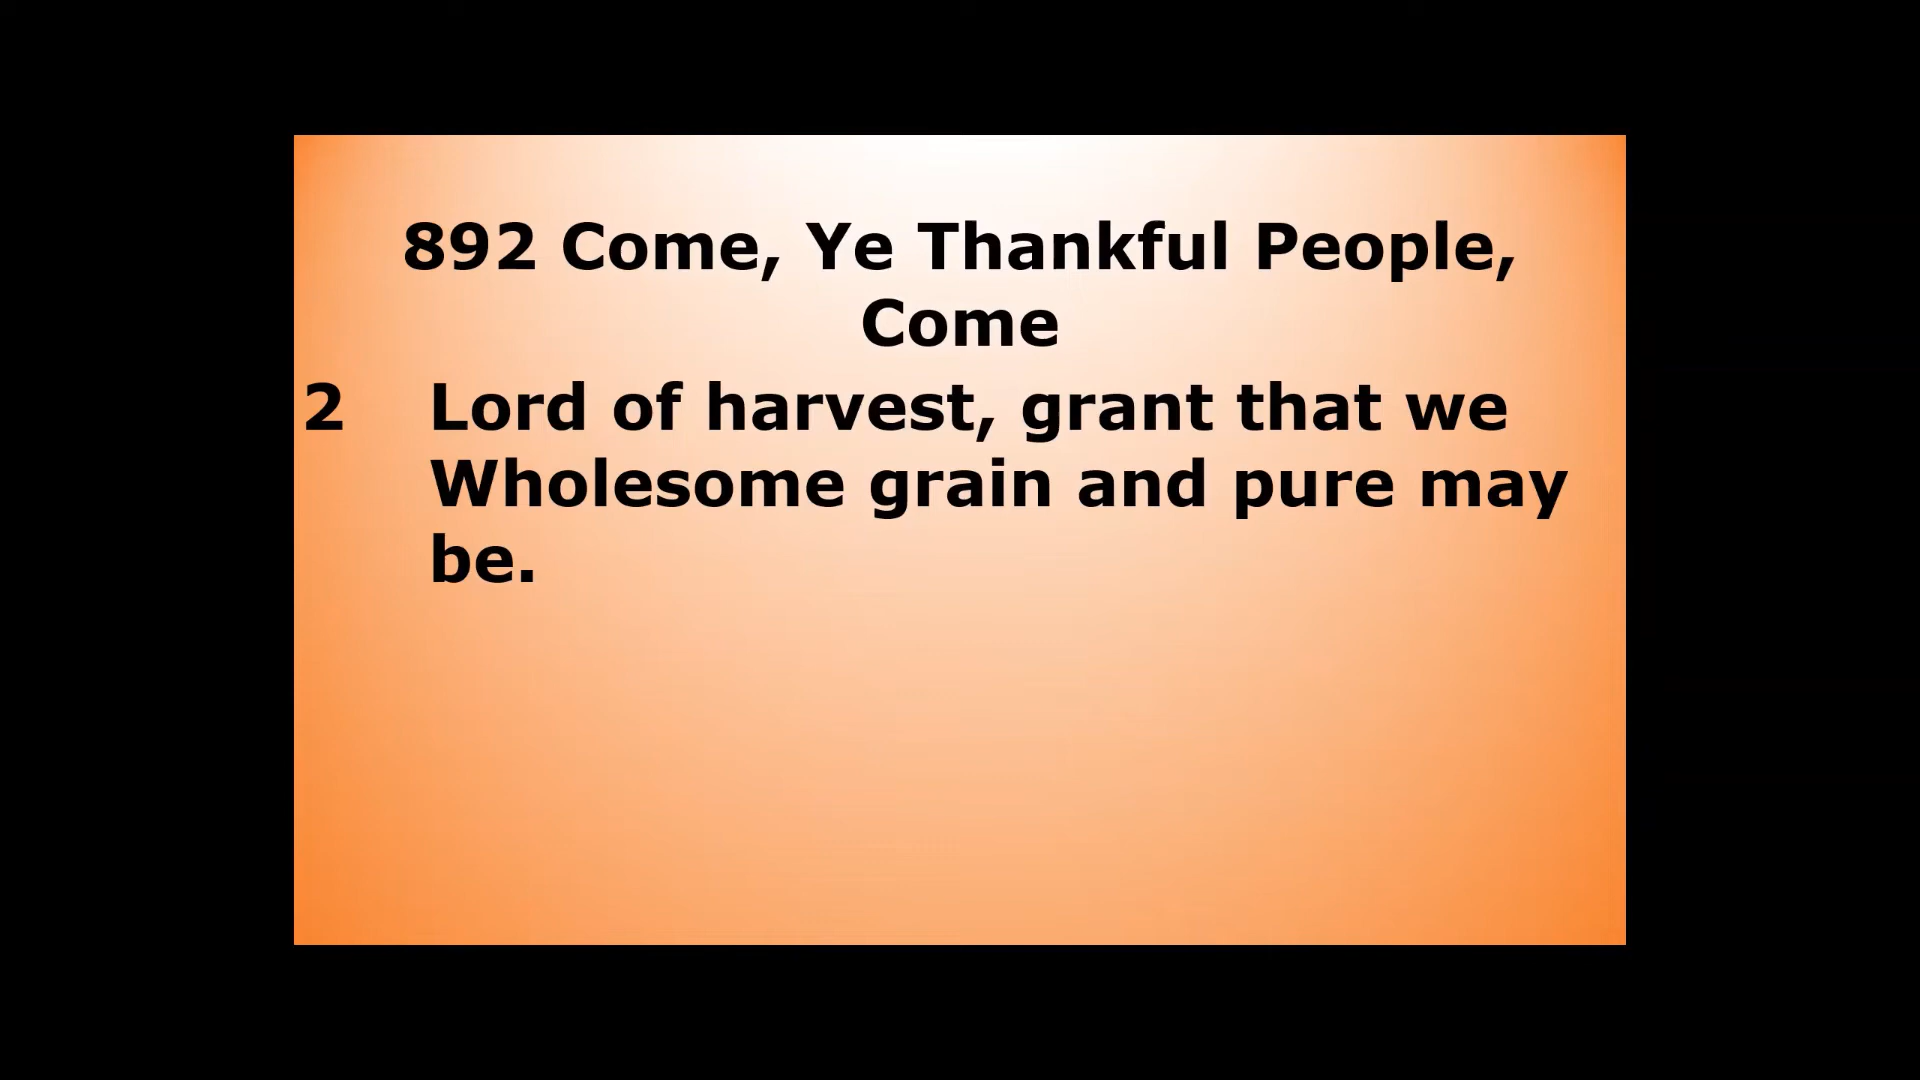 892 Come, Ye Thankful People,
Come
2 Lord of harvest, grant that we
Wholesome grain and pure may
be.